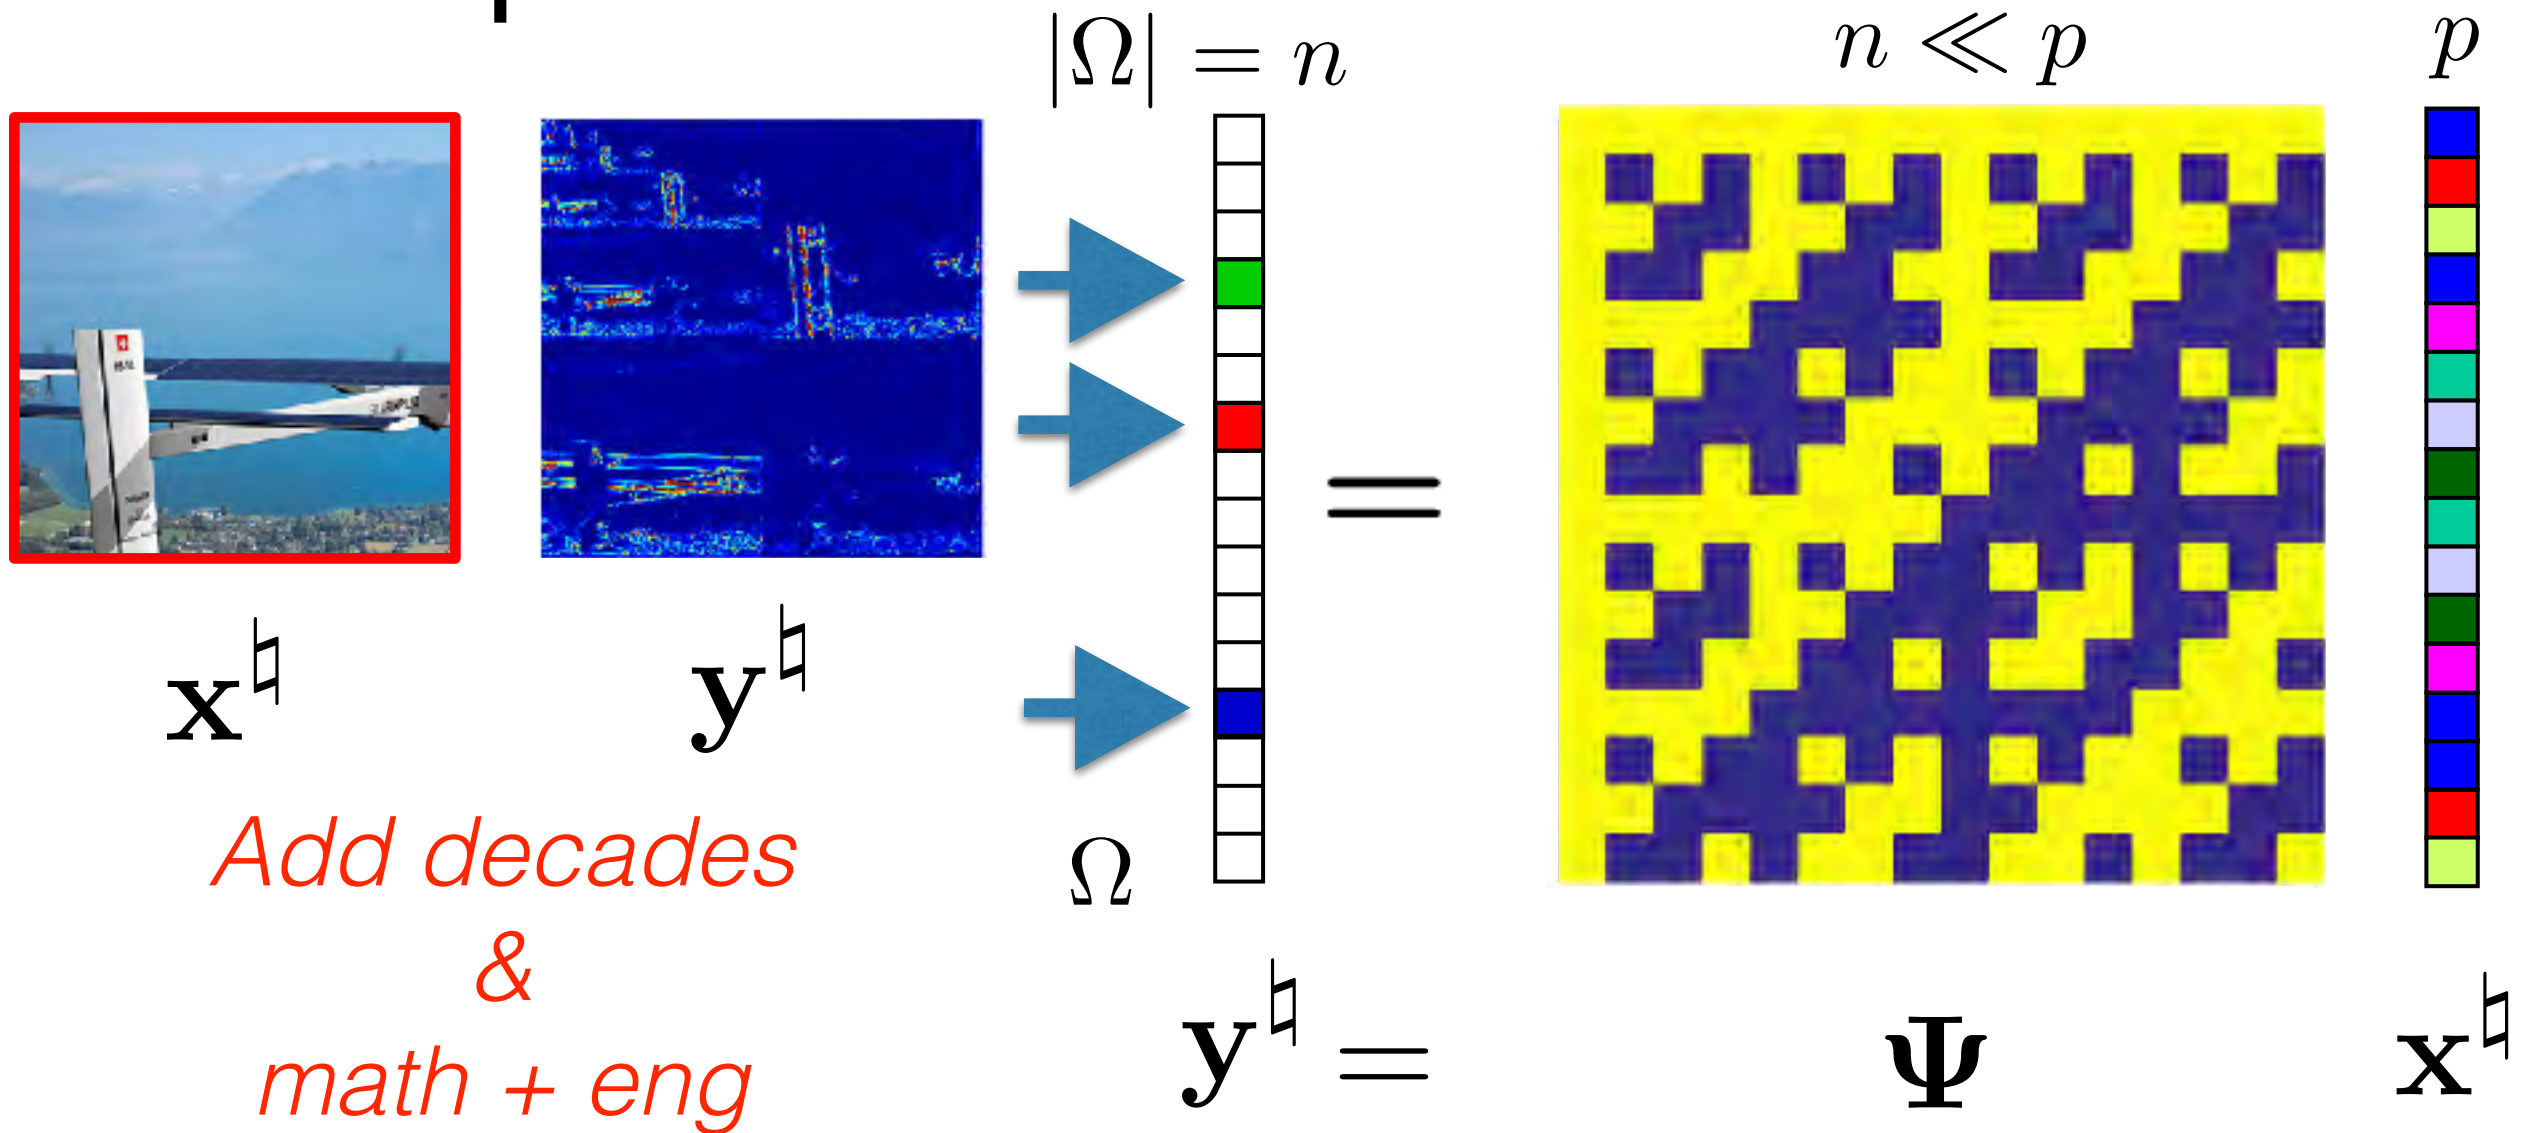 |Ω| = n
n ≪ p
p
=
x♮
y♮
Ω
Add decades
&
math + eng
y♮ =
Ψ
x♮